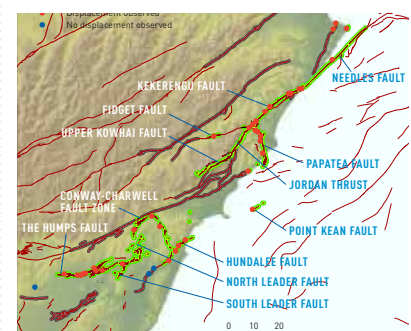 Displacement observed
No displacement observed
NEEDLES FAULT
KEKERENGU FAULT
FIDGET FAULT
UPPER KOWHAI FAULT
PAPATEA FAULT
JORDAN THRUST
CONWAY-CHARWELL
FAULT ZONE
THE HUMPS FAULT
POINT KEAN FAULT
HUNDALEE FAULT
NORTH LEADER FAULT
SOUTH LEADER FAULT
0 10 20